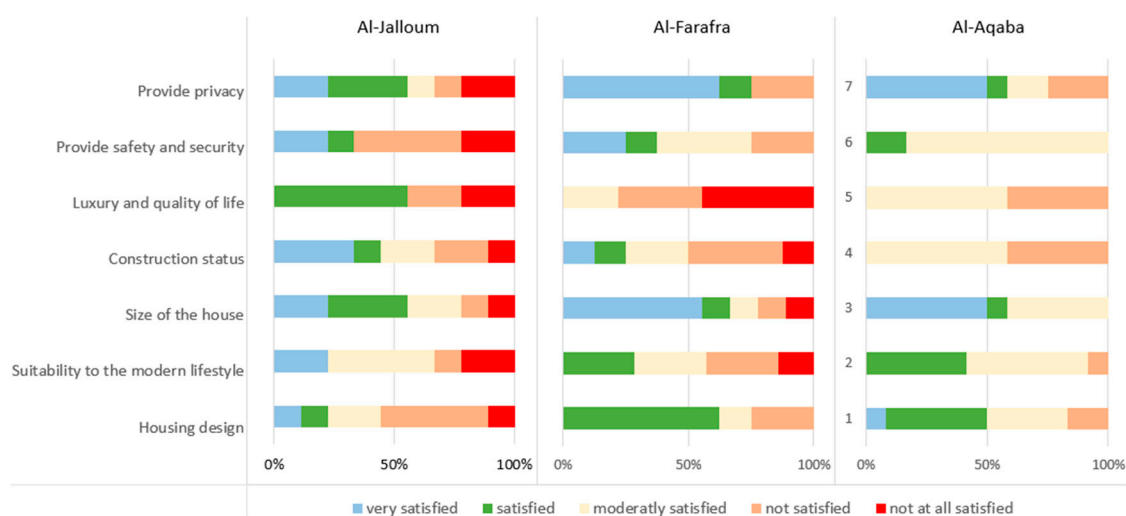 Al-Jalloum Al-Farafra Al-Aqaba
Provide privacy 7
Provide safety and security 6
Luxury and quality of life 5
Construction status 4
Size of the house 3
Suitability to the modern lifestyle 2
Housing design 1
0% 50% 100% 0% 50% 100% 0% 50% 100%
very satisfied satisfied moderatly satisfied not satisfied not at all satisfied